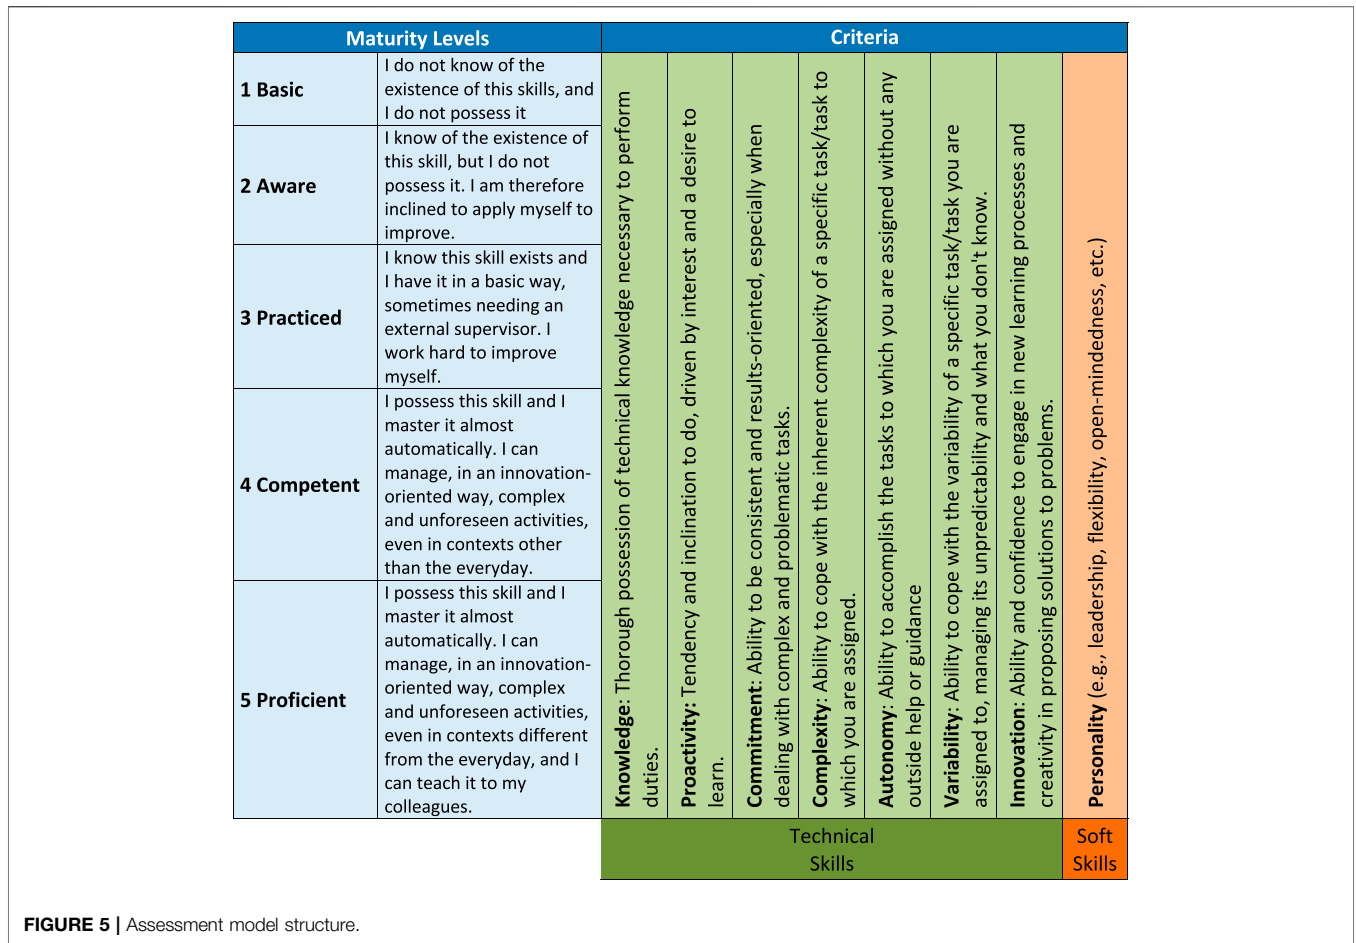 Maturity Levels
Criteria
1 Basic
I do not know of the
existence of this skills, and
I do not possess it
2 Aware
I know of the existence of
this skill, but I do not
possess it. I am therefore
inclined to apply myself to
improve.
3 Practiced
I know this skill exists and
I have it in a basic way,
sometimes needing an
external supervisor. I
work hard to improve
myself.
4 Competent
I possess this skill and I
master it almost
automatically. I can
manage, in an innovation-
oriented way, complex
and unforeseen activities,
even in contexts other
than the everyday.
5 Proficient
I possess this skill and I
master it almost
automatically. I can
manage, in an innovation-
oriented way, complex
and unforeseen activities,
even in contexts different
from the everyday, and I
can teach it to my
colleagues.
Knowledge: Thorough possession of technical knowledge necessary to perform
duties.
Proactivity: Tendency and inclination to do, driven by interest and a desire to
learn.
Commitment: Ability to be consistent and results-oriented, especially when
dealing with complex and problematic tasks.
Complexity: Ability to cope with the inherent complexity of a specific task/task to
which you are assigned.
Autonomy: Ability to accomplish the tasks to which you are assigned without any
outside help or guidance
Variability: Ability to cope with the variability of a specific task/task you are
assigned to, managing its unpredictability and what you don't know.
Innovation: Ability and confidence to engage in new learning processes and
creativity in proposing solutions to problems.
Personality (e.g., leadership, flexibility, open-mindedness, etc.)
Technical
Skills
Soft
Skills
FIGURE 5 | Assessment model structure.